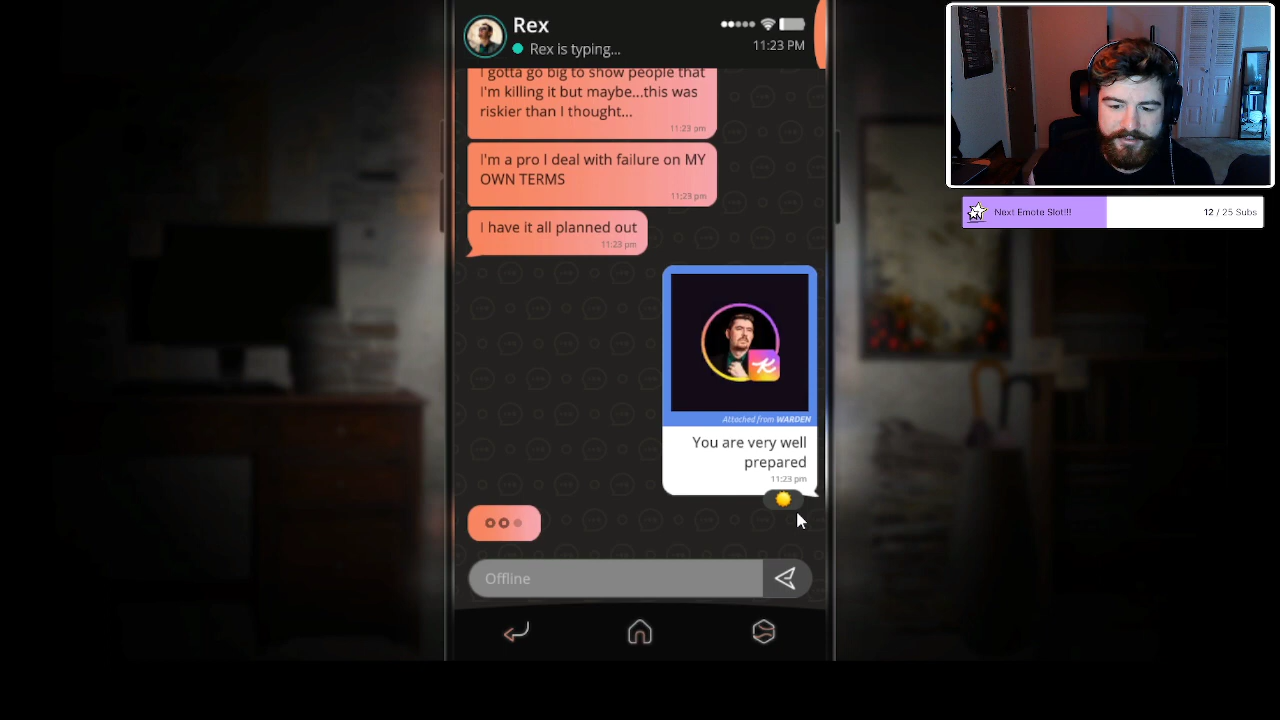 Rex
Rex is typing...
11:23 PM
I gotta go big to show people that
I'm killing it but maybe...this was
riskier than I thought...
11:23 pm
I'm a pro I deal with failure on MY
OWN TERMS
11:23 pm
I have it all planned out
11:23 pm
Attached from WARDEN
You are very well
prepared
11:23 pm
Offline
Next Emote Slot!!!
12 / 25 Subs